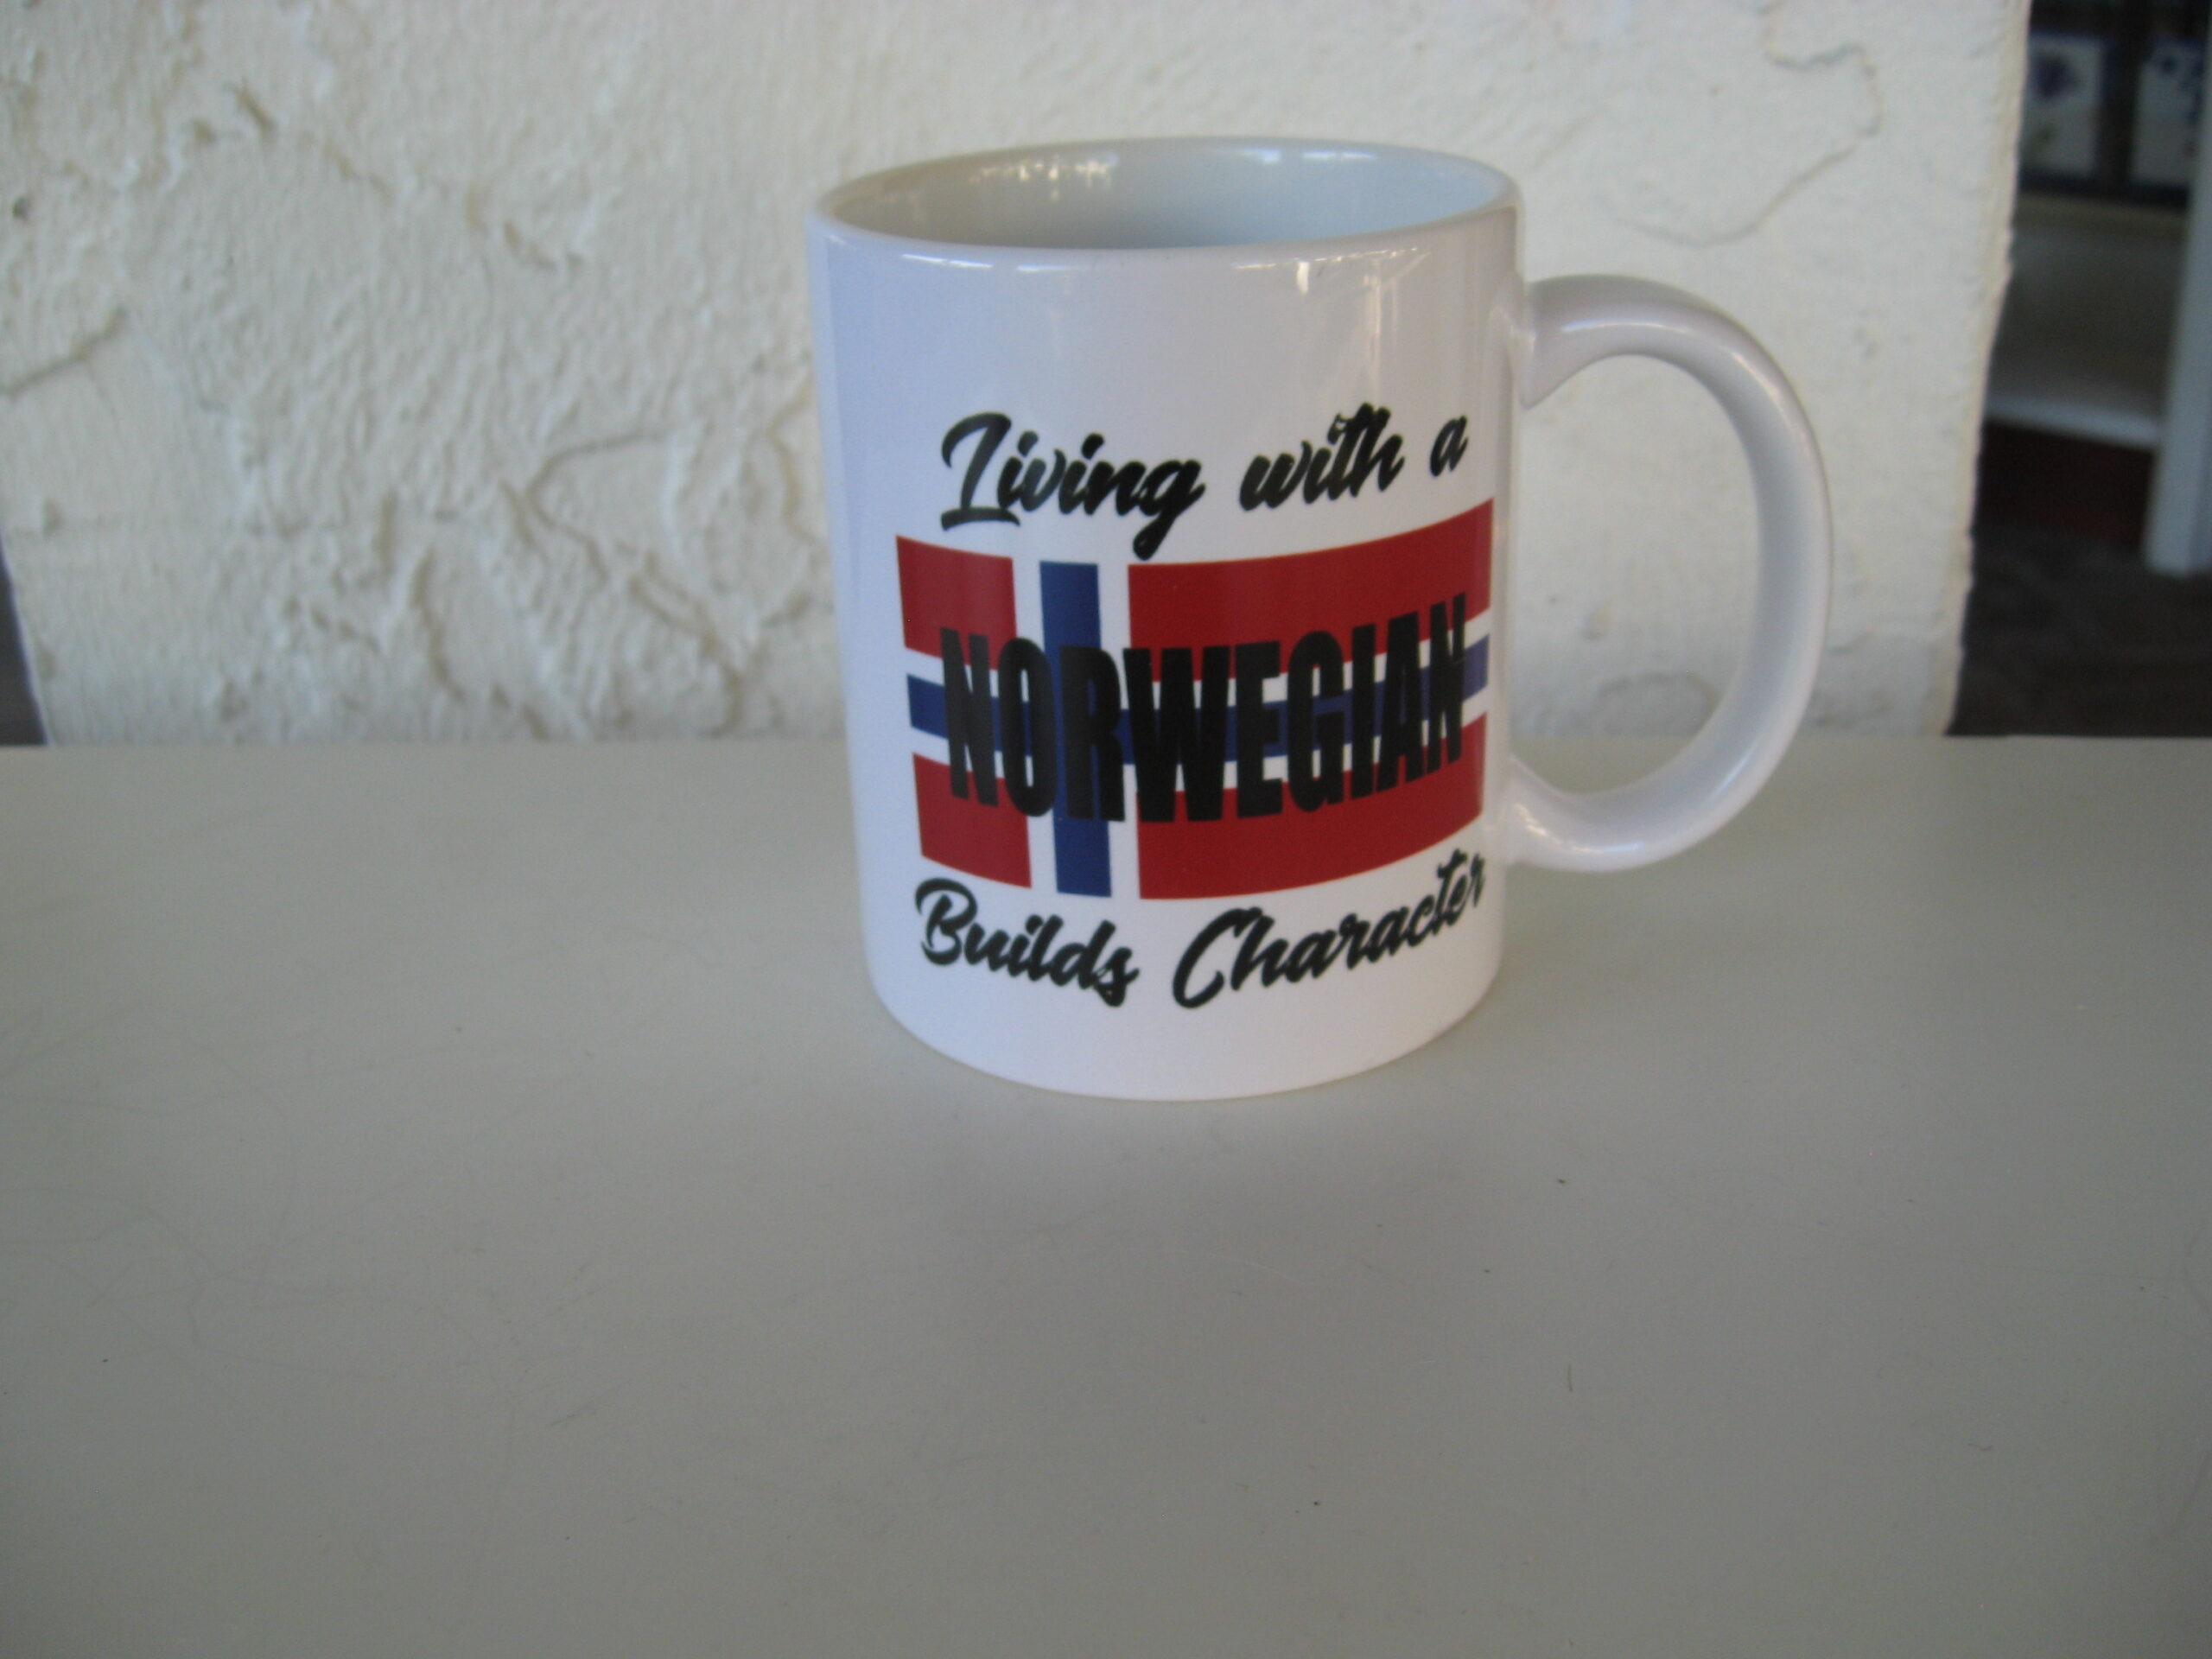 Living with a
NORWEGIAN
Builds Character